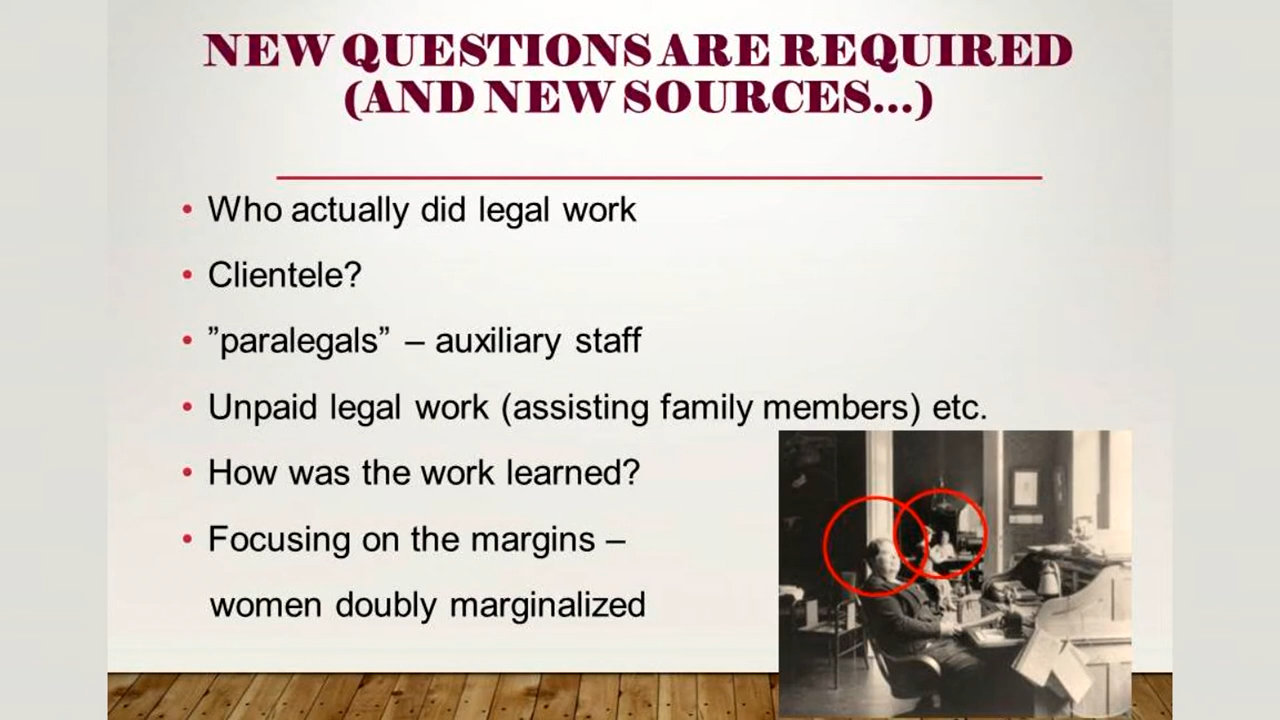 NEW QUESTIONS ARE REQUIRED
(AND NEW SOURCES...)
• Who actually did legal work
• Clientele?
• ”paralegals” – auxiliary staff
• Unpaid legal work (assisting family members) etc.
• How was the work learned?
• Focusing on the margins –
women doubly marginalized